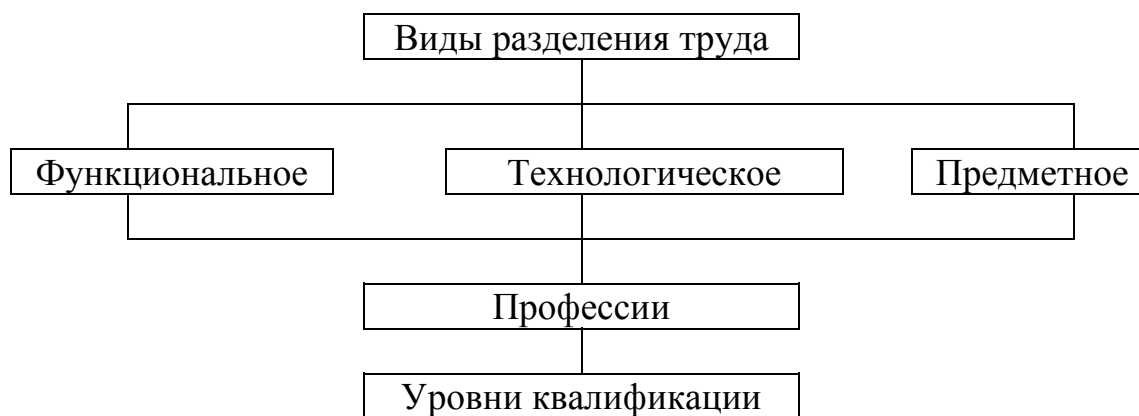 Виды разделения труда
Функциональное
Технологическое
Предметное
Профессии
Уровни квалификации